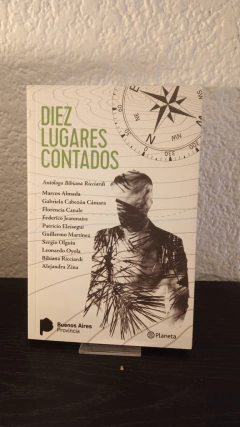 DIEZ
LUGARES
CONTADOS
Antóloga Bibiana Ricciardi
Marcos Almada
Gabriela Cabezón Cámara
Florencia Canale
Federico Jeanmaire
Patricio Eleisegui
Guillermo Martínez
Sergio Olguín
Leonardo Oyola
Bibiana Ricciardi
Alejandra Zina
Buenos Aires
Provincia
Planeta